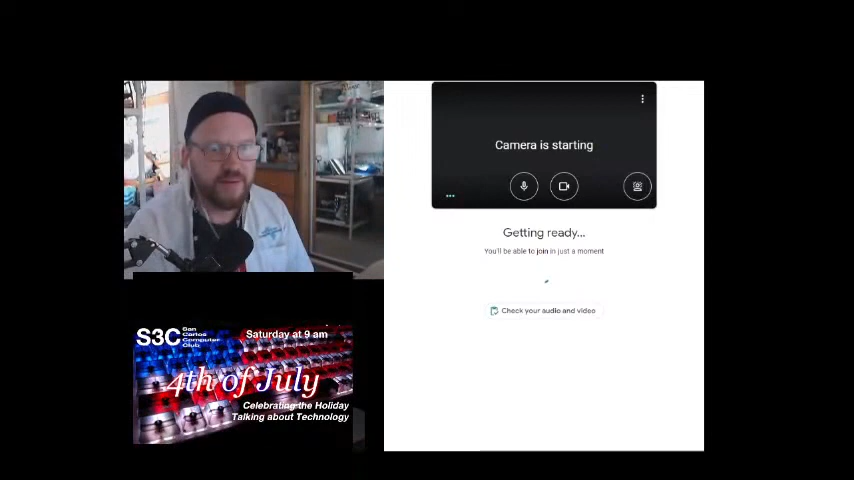 Camera is starting
Getting ready...
You'll be able to join in just a moment
Check your audio and video
S3C San
Carlos
Computer
Club
Saturday at 9 am
4th of July
Celebrating the Holiday
Talking about Technology